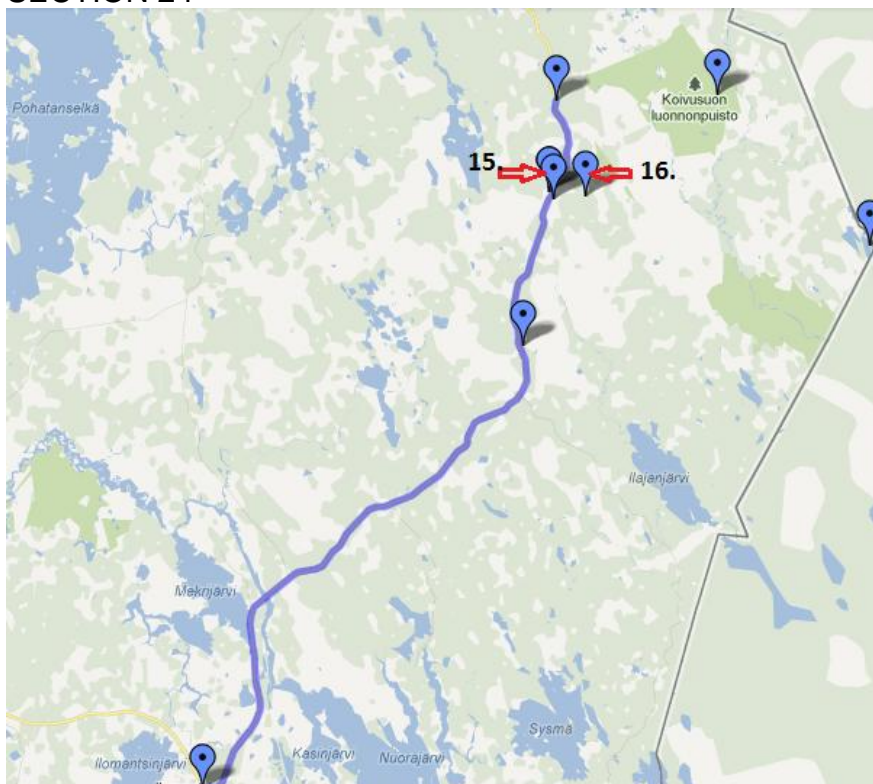 Pohatanselkä
Koivusuon
luonnonpuisto
15.
16.
Ilajanjärvi
Mekrijärvi
Sysmä
Kasinjärvi
Nuorajärvi
Ilomantsinjärvi